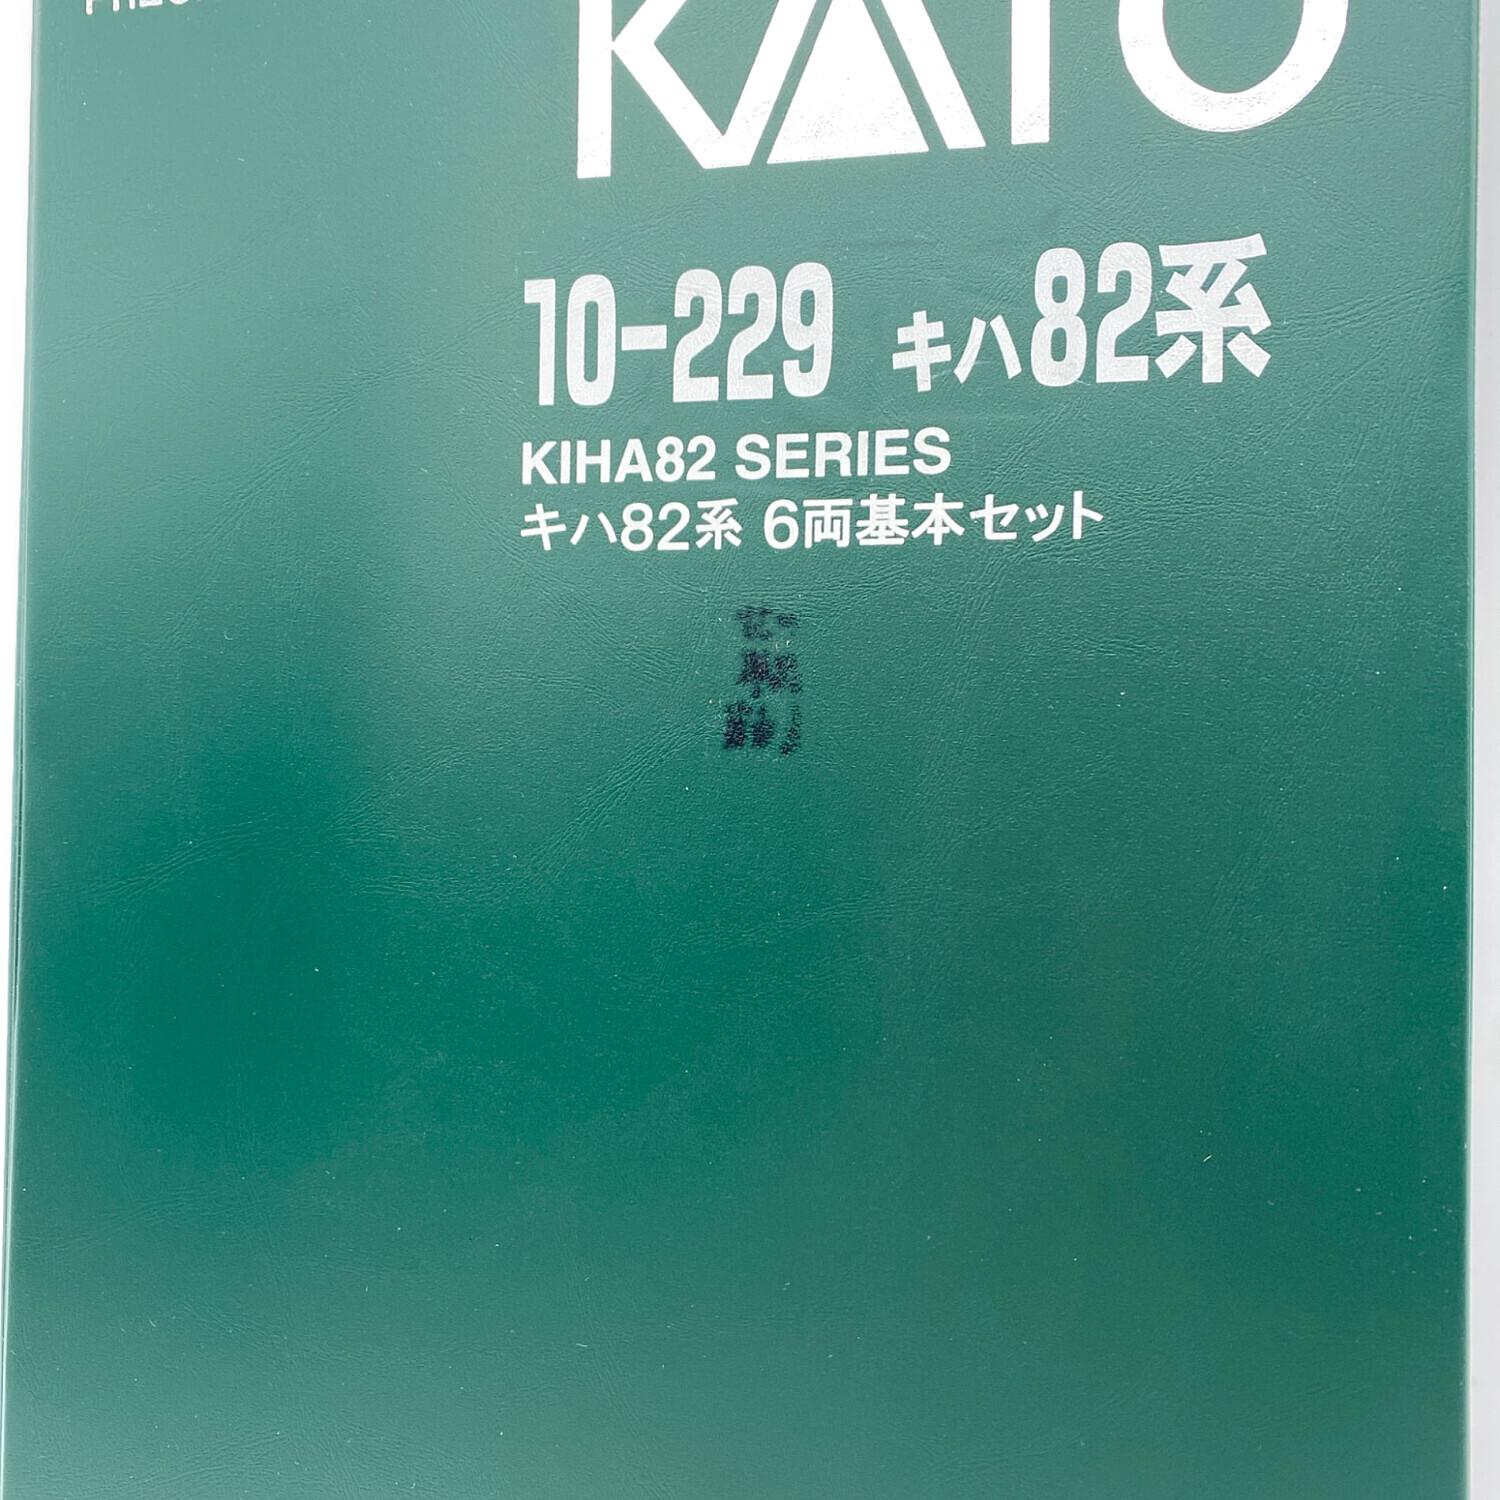 KATO
10-229 キハ82系
KIHA82 SERIES
キハ82系 6両基本セット